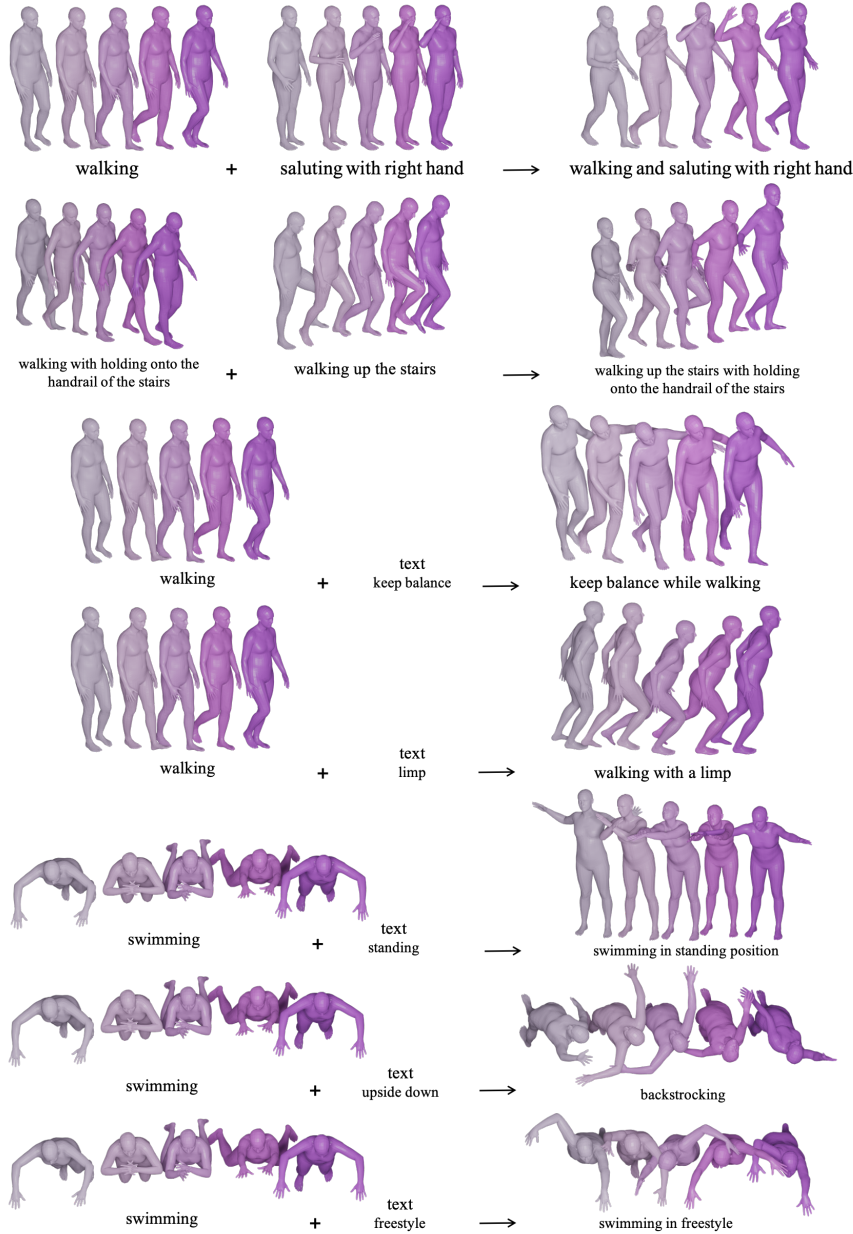 walking + saluting with right hand → walking and saluting with right hand
walking with holding onto the
handrail of the stairs
+ walking up the stairs →
walking up the stairs with holding
onto the handrail of the stairs
walking + text
keep balance → keep balance while walking
walking + text
limp → walking with a limp
swimming + text
standing → swimming in standing position
swimming + text
upside down → backstrocking
swimming + text
freestyle → swimming in freestyle